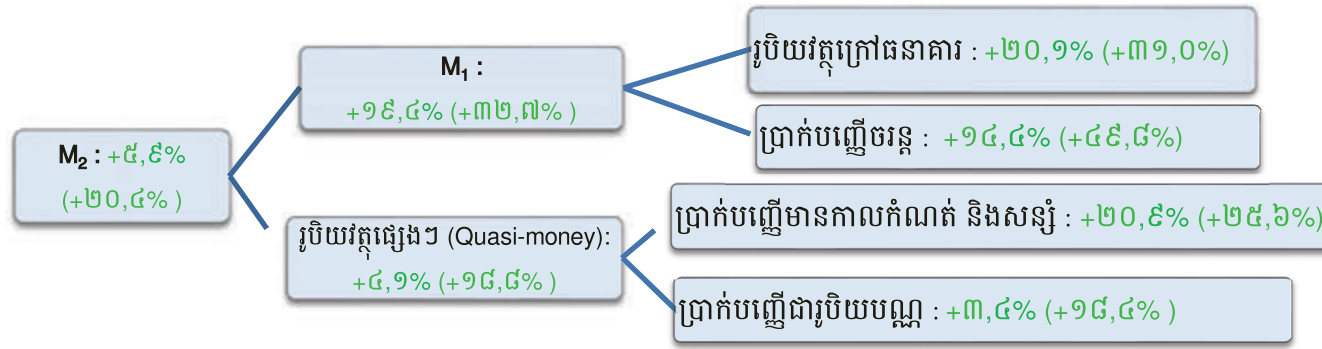 M₂ : +៥,៩%
(+២០,៤% )
M₁ :
+១៩,៤% (+៣២,៧% )
រូបិយវត្ថុផ្សេងៗ (Quasi-money):
+៤,១% (+១៨,៨% )
រូបិយវត្ថុក្រៅធនាគារ : +២០,១% (+៣១,០%)
ប្រាក់បញ្ញើចរន្ត : +១៤,៤% (+៤៩,៨%)
ប្រាក់បញ្ញើមានកាលកំណត់ និងសន្សំ : +២០,៩% (+២៥,៦%)
ប្រាក់បញ្ញើជារូបិយបណ្ណ : +៣,៤% (+១៨,៤% )